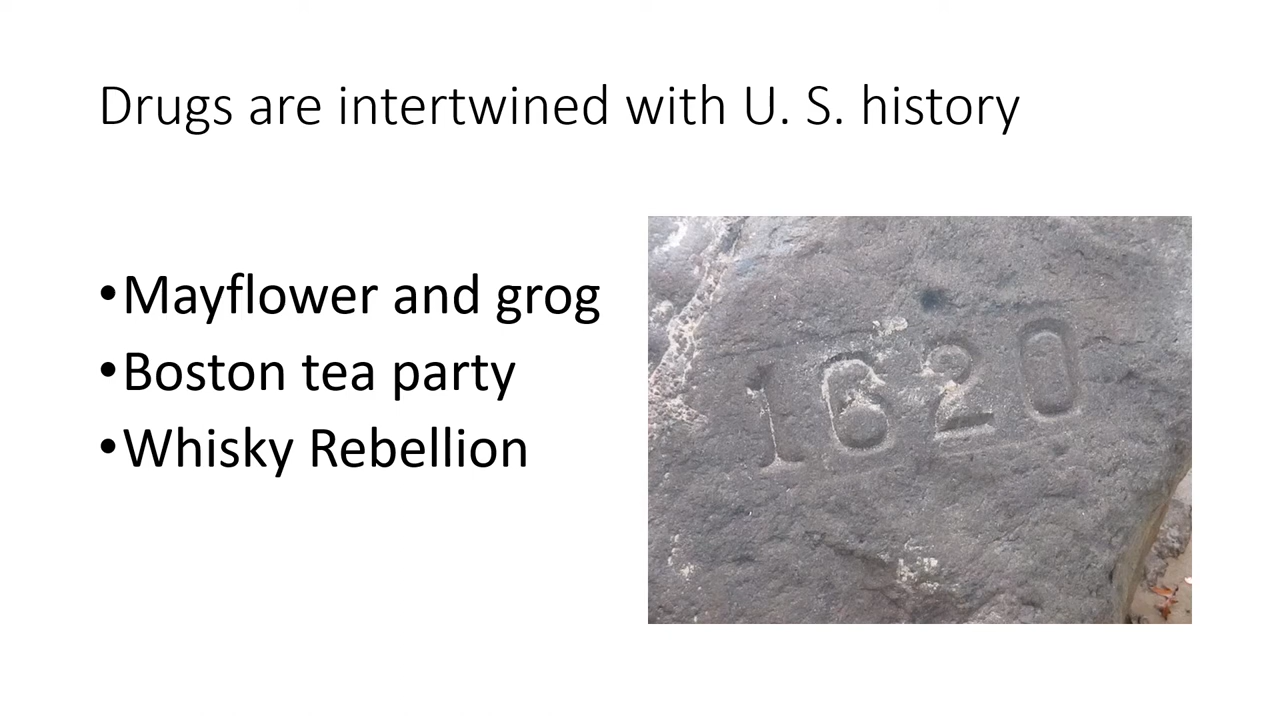 Drugs are intertwined with U. S. history
•Mayflower and grog
•Boston tea party
•Whisky Rebellion
1620